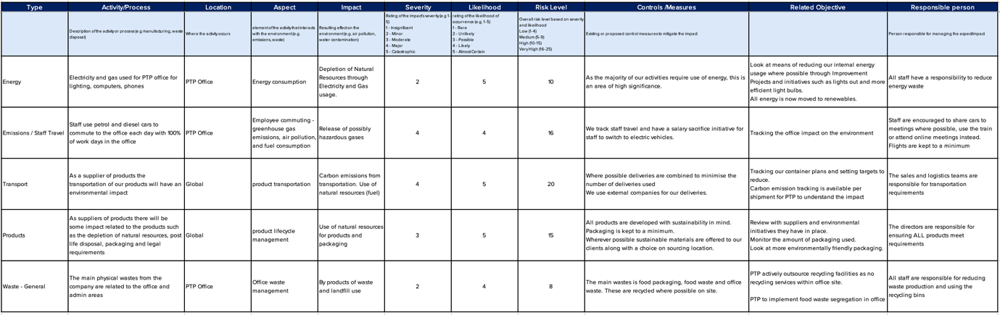 Type Activity/Process Location Aspect Impact Severity Likelihood Risk Level Controls /Measures Related Objective Responsible person
Description of the activity or process (e.g manufacturing, waste
disposal)
Where the activity occurs
element of the activity that interacts
with the environment (e.g.
emissions, waste)
Resulting effect on the
environment (e.g. air pollution,
water contamination)
Rating of the impact's severity (e.g 1-
5)
1 - Insignificant
2 - Minor
3 - Moderate
4 - Major
5 - Catastrophic
rating of the likelihood of
occurrence (e.g. 1-5)
1 - Rare
2 - Unlikely
3 - Possible
4 - Likely
5 - Almost Certain
Overall risk level based on severity
and likelihood
Low (1-4)
Medium (5-9)
High (10-15)
Very High (16-25)
Existing or proposed control measures to mitigate the impact
Person responsible for managing the aspect/impact
Energy
Electricity and gas used for PTP office for
lighting, computers, phones
PTP Office
Energy consumption
Depletion of Natural
Resources through
Electricity and Gas
usage.
2
5
10
As the majority of our activities require use of energy, this is
an area of high significance.
Look at means of reducing our internal energy
usage where possible through Improvement
Projects and initiatives such as lights out and more
efficient light bulbs.
All energy is now moved to renewables.
All staff have a responsibility to reduce
energy waste
Emissions / Staff Travel
Staff use petrol and diesel cars to
commute to the office each day with 100%
of work days in the office
PTP Office
Employee commuting -
greenhouse gas
emissions, air pollution,
and fuel consumption
Release of possibly
hazardous gases
4
4
16
We track staff travel and have a salary sacrifice initiative for
staff to switch to electric vehicles.
Tracking the office impact on the environment
Staff are encouraged to share cars to
meetings where possible, use the train
or attend online meetings instead.
Flights are kept to a minimum
Transport
As a supplier of products the
transportation of our products will have an
environmental impact
Global
product transportation
Carbon emissions from
transportation. Use of
natural resources (fuel)
4
5
20
Where possible deliveries are combined to minimise the
number of deliveries used
We use external companies for our deliveries.
Tracking our container plans and setting targets to
reduce.
Carbon emission tracking is available per
shipment for PTP to understand the impact
The sales and logistics teams are
responsible for transportation
requirements
Products
As suppliers of products there will be
some impact related to the products such
as the depletion of natural resources, post
life disposal, packaging and legal
requirements
Global
product lifecycle
management
Use of natural resources
for products and
packaging
3
5
15
All products are developed with sustainability in mind.
Packaging is kept to a minimum.
Wherever possible sustainable materials are offered to our
clients along with a choice on sourcing location.
Review with suppliers and environmental
initiatives they have in place.
Monitor the amount of packaging used.
Look at more environmentally friendly packaging.
The directors are responsible for
ensuring ALL products meet
requirements
Waste - General
The main physical wastes from the
company are related to the office and
admin areas
PTP Office
Office waste
management
By products of waste
and landfill use
2
4
8
The main wastes is food packaging, food waste and office
waste. These are recycled where possible on site.
PTP actively outsource recycling facilities as no
recycling services within office site.
PTP to implement food waste segregation in office
All staff are responsible for reducing
waste production and using the
recycling bins